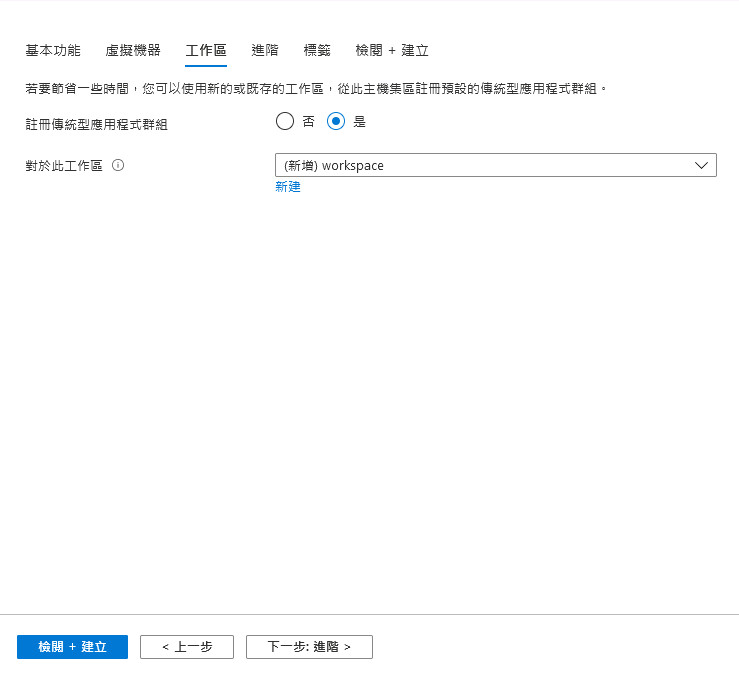 基本功能 虛擬機器 工作區 進階 標籤 檢閱 + 建立
若要節省一些時間，您可以使用新的或既存的工作區，從此主機集區註冊預設的傳統型應用程式群組。
註冊傳統型應用程式群組 否 是
對於此工作區 (新增) workspace
新建
檢閱 + 建立 < 上一步 下一步: 進階 >